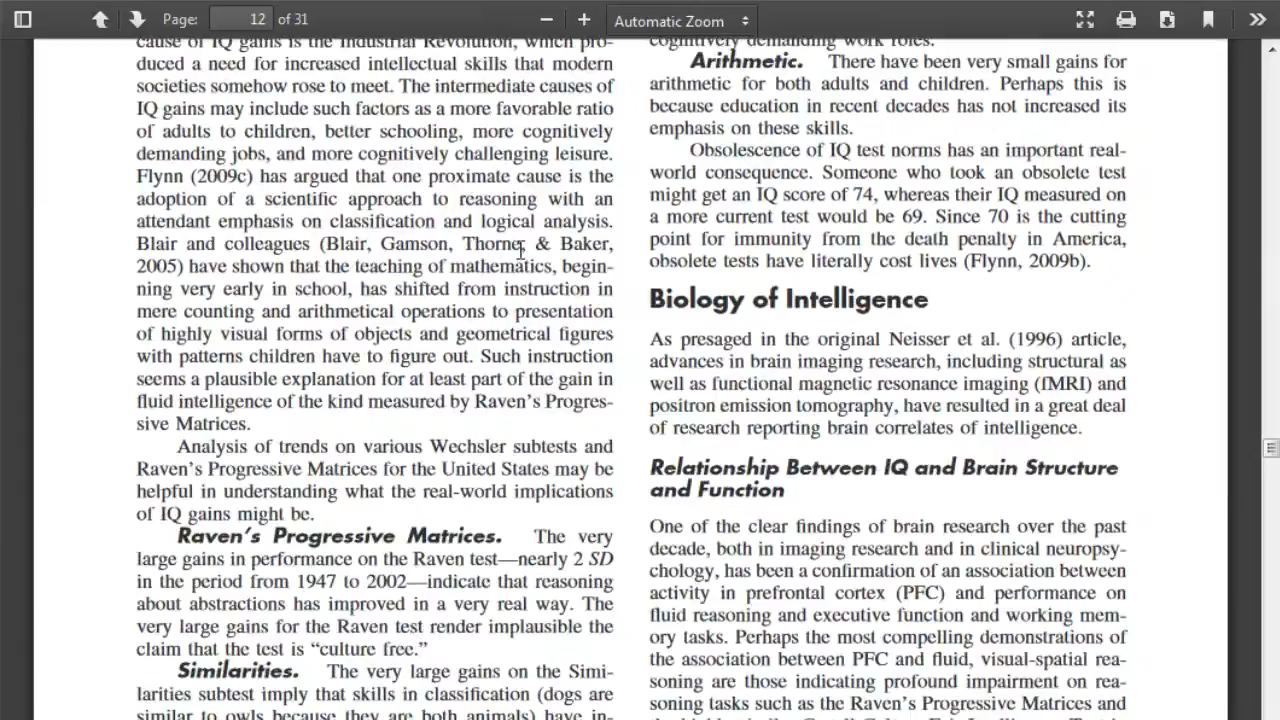 Page: 12 of 31
Automatic Zoom
cause of IQ gains is the Industrial Revolution, which pro-
duced a need for increased intellectual skills that modern
societies somehow rose to meet. The intermediate causes of
IQ gains may include such factors as a more favorable ratio
of adults to children, better schooling, more cognitively
demanding jobs, and more cognitively challenging leisure.
Flynn (2009c) has argued that one proximate cause is the
adoption of a scientific approach to reasoning with an
attendant emphasis on classification and logical analysis.
Blair and colleagues (Blair, Gamson, Thorne, & Baker,
2005) have shown that the teaching of mathematics, begin-
ning very early in school, has shifted from instruction in
mere counting and arithmetical operations to presentation
of highly visual forms of objects and geometrical figures
with patterns children have to figure out. Such instruction
seems a plausible explanation for at least part of the gain in
fluid intelligence of the kind measured by Raven's Progres-
sive Matrices.
Analysis of trends on various Wechsler subtests and
Raven's Progressive Matrices for the United States may be
helpful in understanding what the real-world implications
of IQ gains might be.
Raven's Progressive Matrices. The very
large gains in performance on the Raven test—nearly 2 SD
in the period from 1947 to 2002—indicate that reasoning
about abstractions has improved in a very real way. The
very large gains for the Raven test render implausible the
claim that the test is “culture free.”
Similarities. The very large gains on the Simi-
larities subtest imply that skills in classification (dogs are
similar to owls because they are both animals) have in-
cognitively demanding work roles.
Arithmetic. There have been very small gains for
arithmetic for both adults and children. Perhaps this is
because education in recent decades has not increased its
emphasis on these skills.
Obsolescence of IQ test norms has an important real-
world consequence. Someone who took an obsolete test
might get an IQ score of 74, whereas their IQ measured on
a more current test would be 69. Since 70 is the cutting
point for immunity from the death penalty in America,
obsolete tests have literally cost lives (Flynn, 2009b).
Biology of Intelligence
As presaged in the original Neisser et al. (1996) article,
advances in brain imaging research, including structural as
well as functional magnetic resonance imaging (fMRI) and
positron emission tomography, have resulted in a great deal
of research reporting brain correlates of intelligence.
Relationship Between IQ and Brain Structure
and Function
One of the clear findings of brain research over the past
decade, both in imaging research and in clinical neuropsy-
chology, has been a confirmation of an association between
activity in prefrontal cortex (PFC) and performance on
fluid reasoning and executive function and working mem-
ory tasks. Perhaps the most compelling demonstrations of
the association between PFC and fluid, visual-spatial rea-
soning are those indicating profound impairment on rea-
soning tasks such as the Raven's Progressive Matrices and